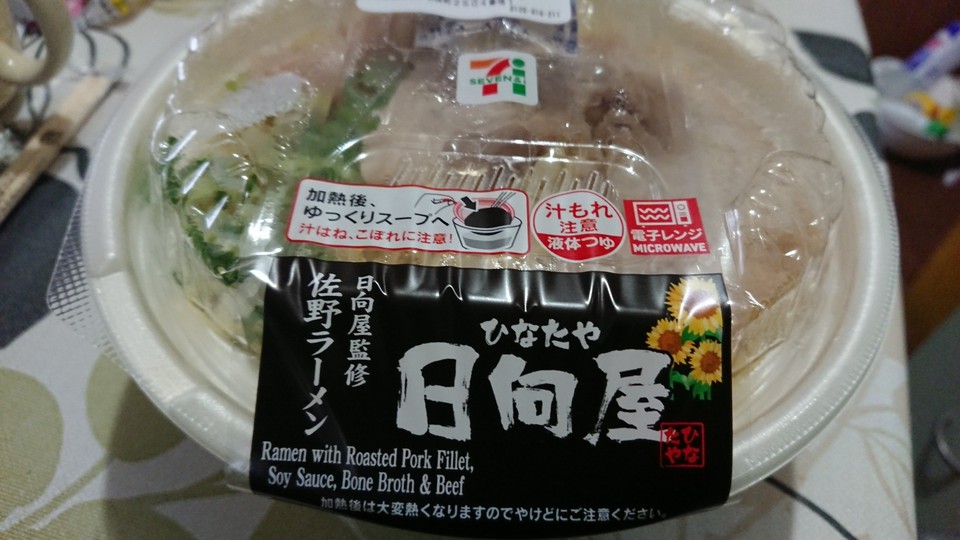 7
SEVEN&i
加熱後、
ゆっくりスープへ
汁はね、こぼれに注意!
汁もれ
注意
液体つゆ
電子レンジ
MICROWAVE
日向屋監修
佐野ラーメン
ひなたや
日向屋
ひな
たや
Ramen with Roasted Pork Fillet,
Soy Sauce, Bone Broth & Beef
加熱後は大変熱くなりますのでやけどにご注意ください。